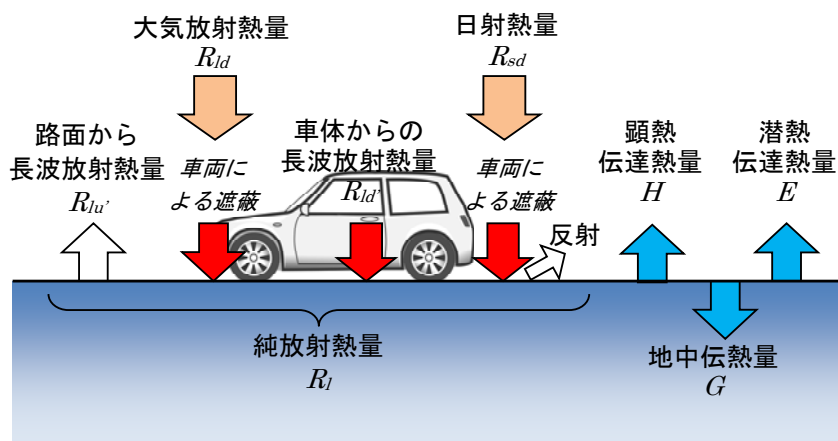 大気放射熱量
Rld
日射熱量
Rsd
路面から
長波放射熱量
Rlu'
車両に
よる遮蔽
車体からの
長波放射熱量
Rld'
車両に
よる遮蔽
反射
顕熱
伝達熱量
H
潜熱
伝達熱量
E
純放射熱量
Rl
地中伝熱量
G